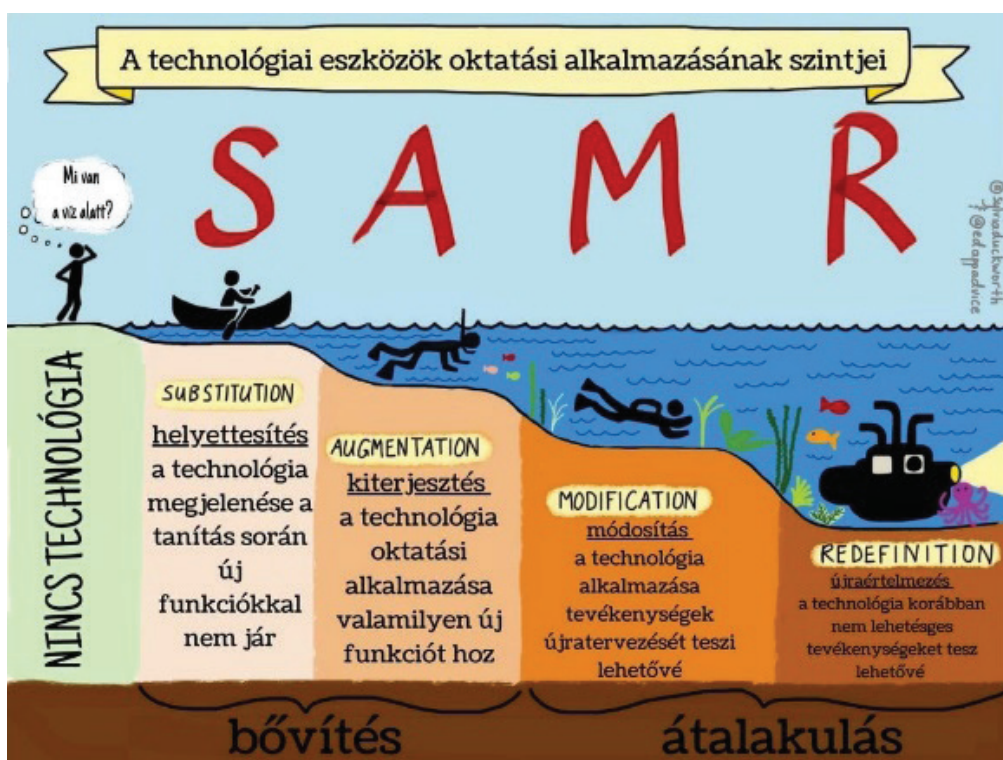 A technológiai eszközök oktatási alkalmazásának szintjei
S A M R
Mi van
a víz alatt?
@sylviaduckworth
& @edappadvice
NINCS TECHNOLÓGIA
SUBSTITUTION
helyettesítés
a technológia
megjelenése a
tanítás során
új
funkciókkal
nem jár
AUGMENTATION
kiterjesztés
a technológia
oktatási
alkalmazása
valamilyen új
funkciót hoz
MODIFICATION
módosítás
a technológia
alkalmazása
tevékenységek
újratervezését teszi
lehetővé
REDEFINITION
újraértelmezés
a technológia korábban
nem lehetésges
tevékenységeket tesz
lehetővé
bővítés
átalakulás